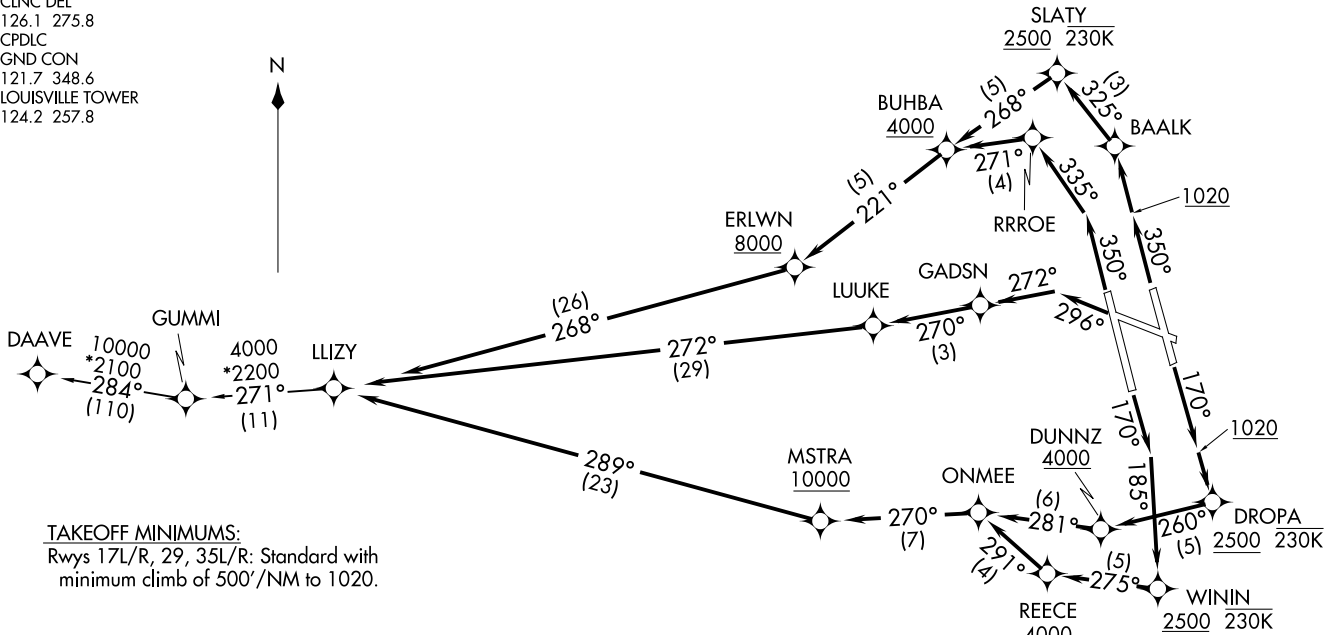 CLNC DEL
126.1 275.8
CPDLC
GND CON
121.7 348.6
LOUISVILLE TOWER
124.2 257.8
N
SLATY
2500 230K
(3)
325°
BAALK
(5)
268°
BUHBA
4000
271°
(4)
RRROE
335°
1020
350°
350°
(5)
221°
ERLWN
8000
GADSN
272°
296°
LUUKE
270°
(3)
(26)
268°
272°
(29)
LLIZY
GUMMI
DAAVE
10000
*2100
284°
(110)
4000
*2200
271°
(11)
170°
170°
1020
185°
DUNNZ
4000
DROPA
2500 230K
260°
(5)
(6)
281°
ONMEE
MSTRA
10000
270°
(7)
289°
(23)
291°
(4)
(5)
275°
WININ
2500 230K
REECE
4000
TAKEOFF MINIMUMS:
Rwys 17L/R, 29, 35L/R: Standard with
minimum climb of 500'/NM to 1020.